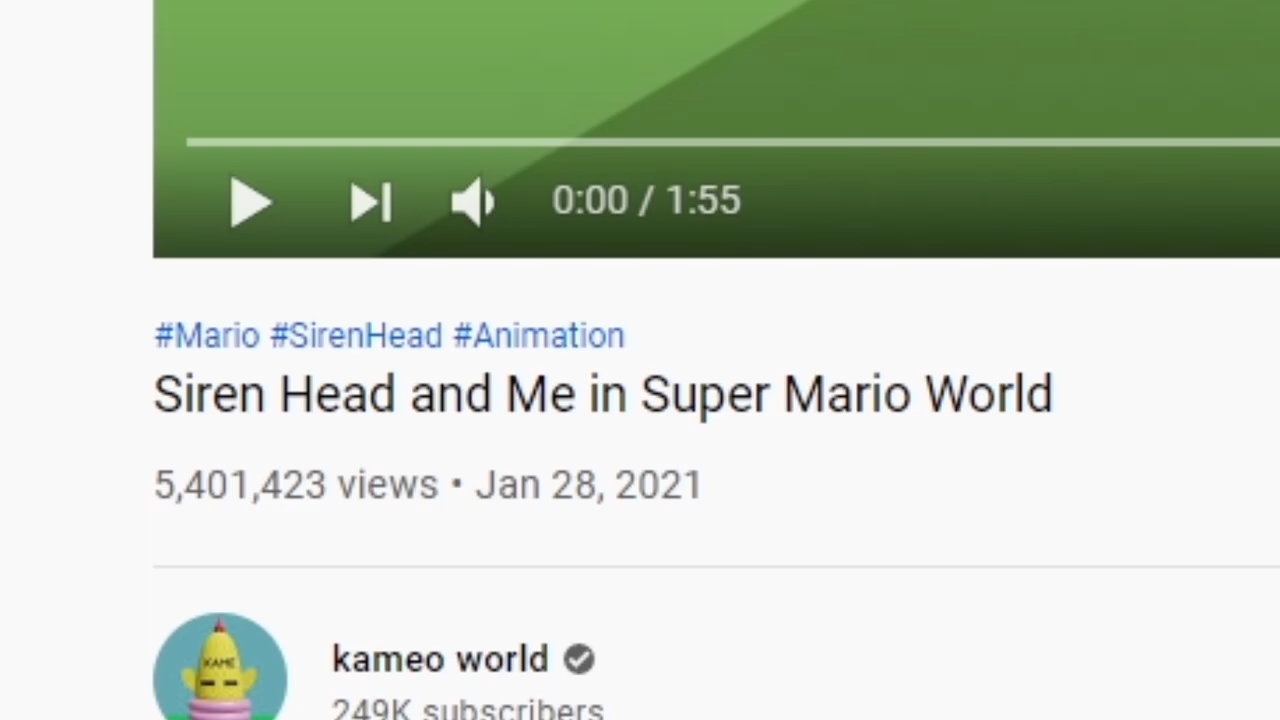 0:00 / 1:55
#Mario #SirenHead #Animation
Siren Head and Me in Super Mario World
5,401,423 views • Jan 28, 2021
KAME
kameo world
249K subscribers